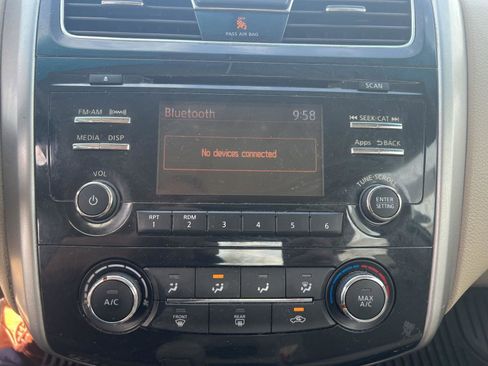 OFF
PASS AIR BAG
SCAN
FM·AM
MEDIA DISP
VOL
Bluetooth 9:58
No devices connected
SEEK·CAT
Apps BACK
TUNE·SCROLL
ENTER
SETTING
RPT RDM
1 2 3 4 5 6
A/C
MAX
A/C
FRONT REAR